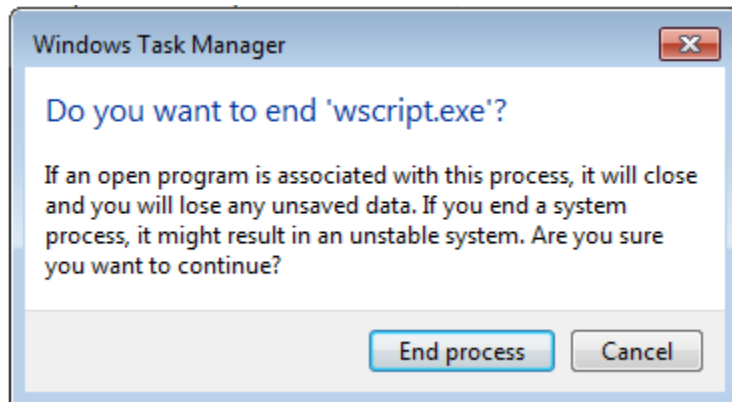 Windows Task Manager
Do you want to end 'wscript.exe'?
If an open program is associated with this process, it will close
and you will lose any unsaved data. If you end a system
process, it might result in an unstable system. Are you sure
you want to continue?
End process Cancel